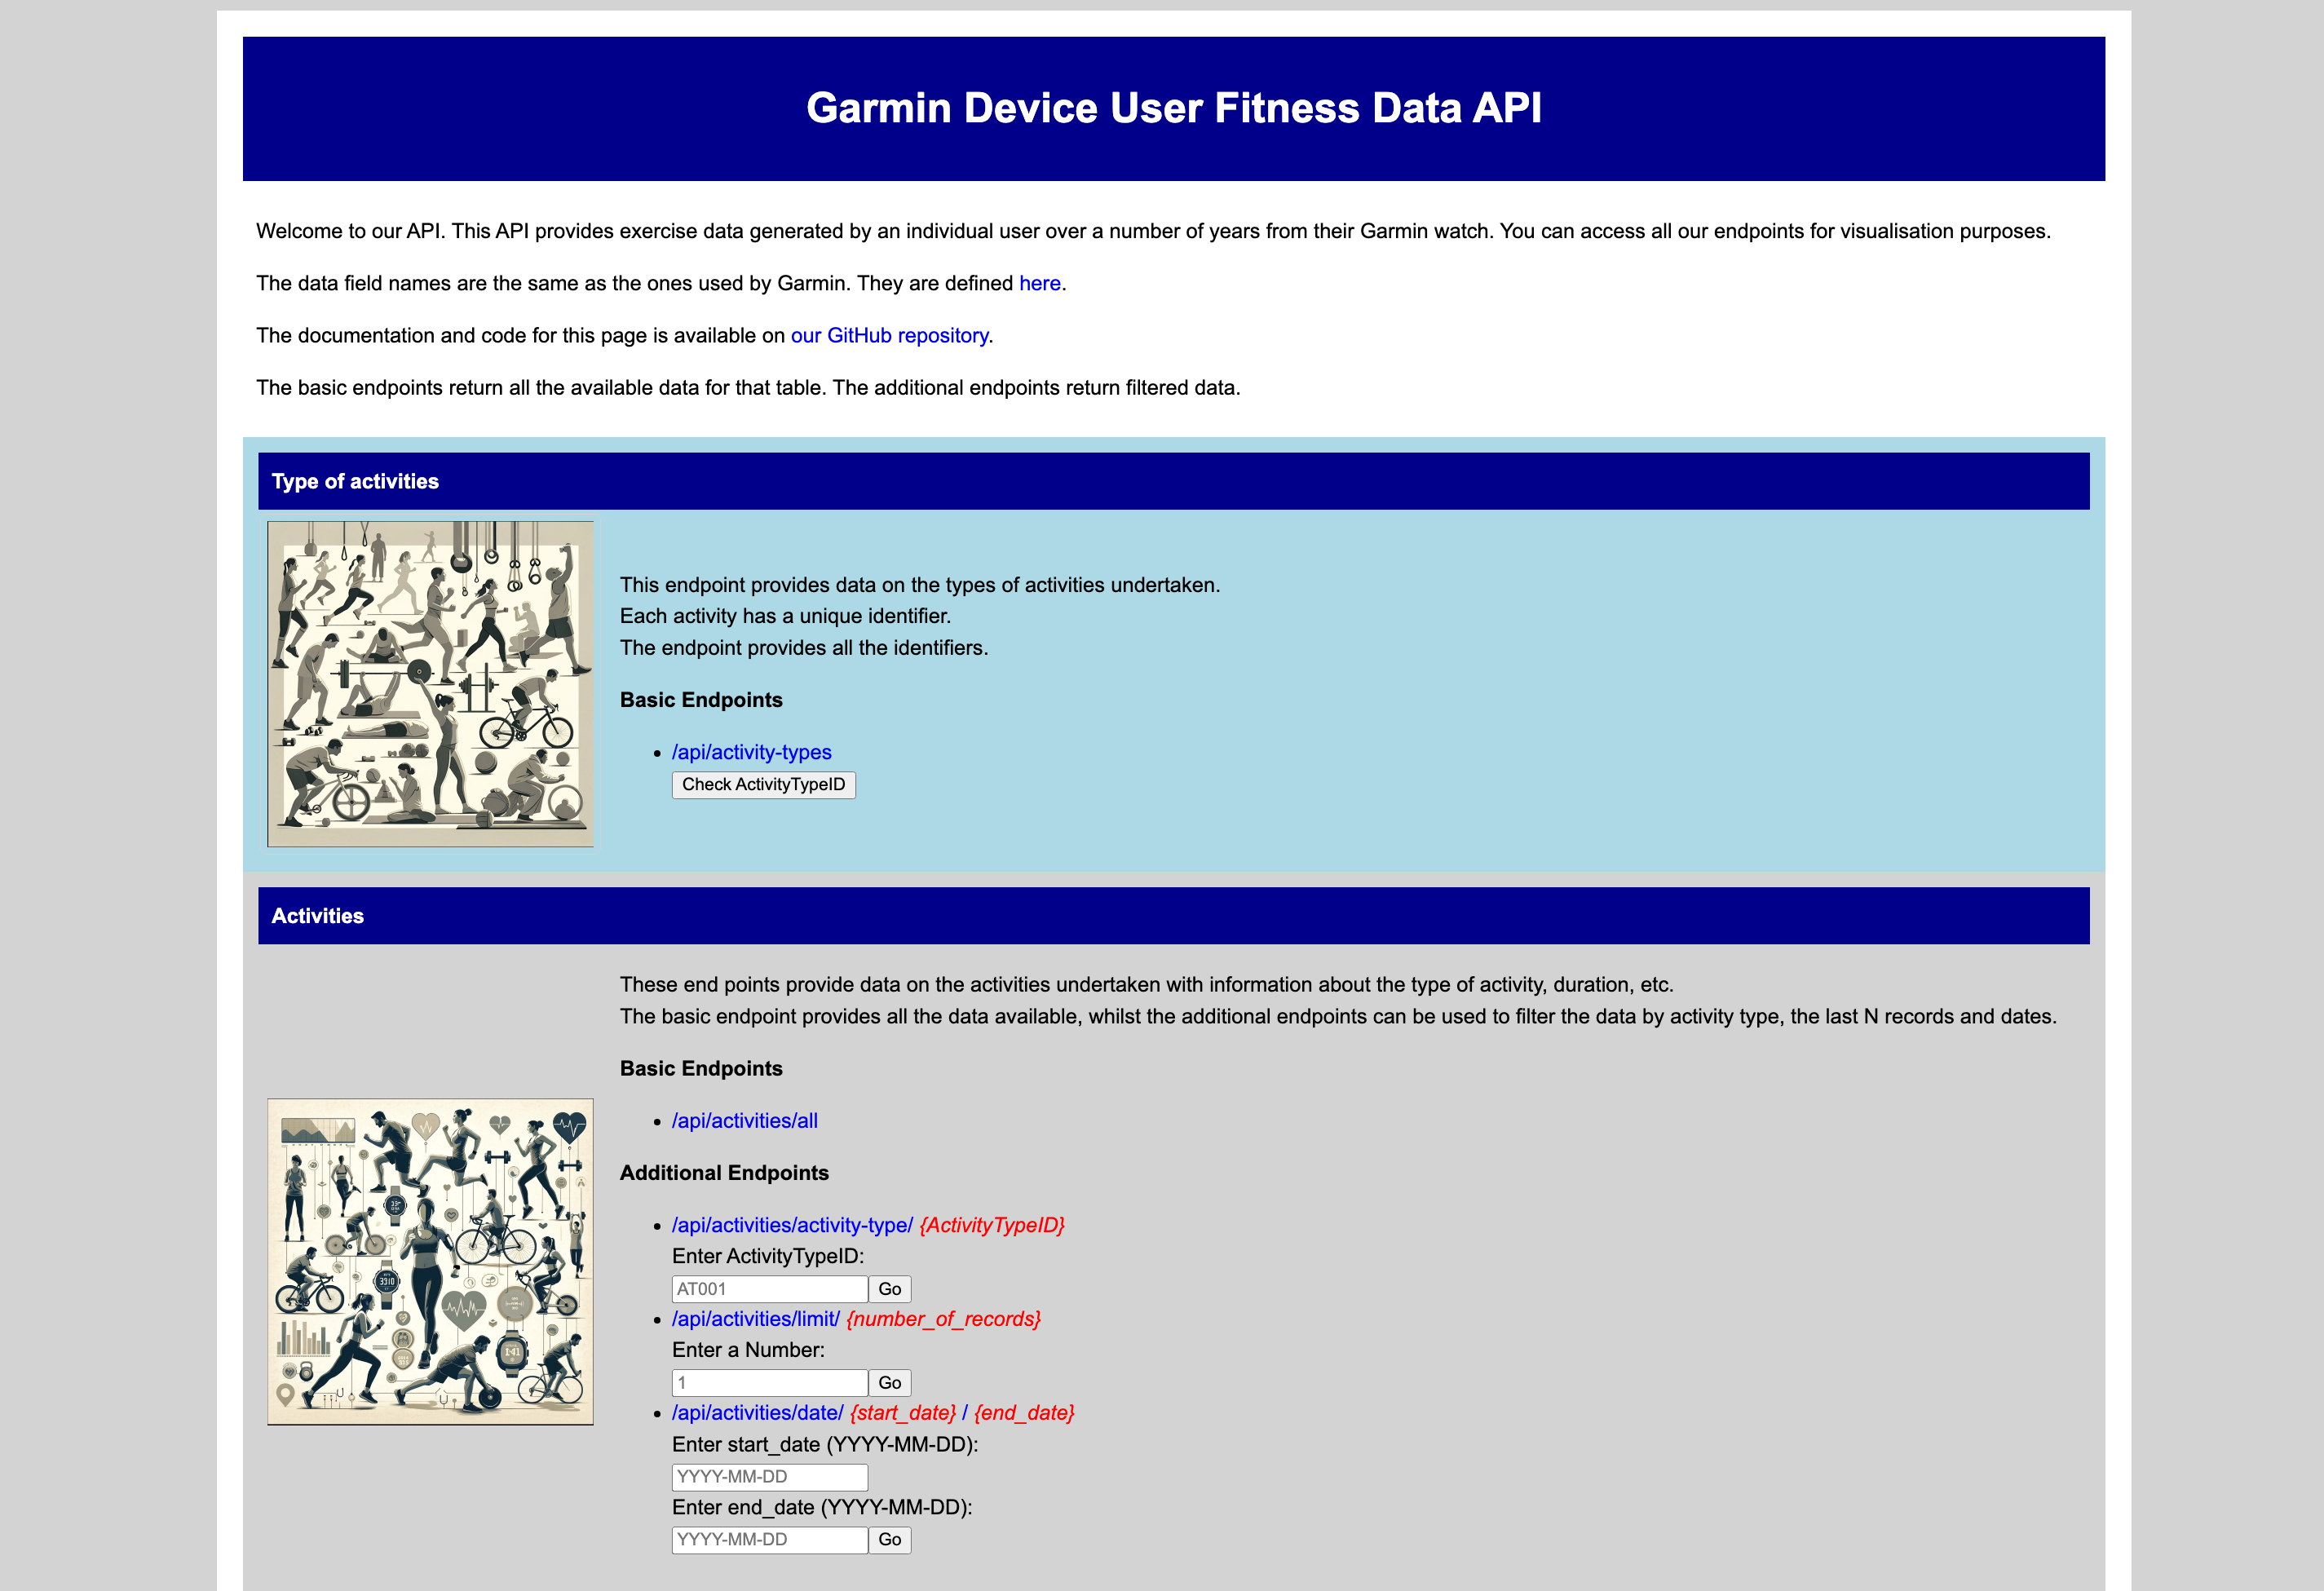 Garmin Device User Fitness Data API
Welcome to our API. This API provides exercise data generated by an individual user over a number of years from their Garmin watch. You can access all our endpoints for visualisation purposes.
The data field names are the same as the ones used by Garmin. They are defined here.
The documentation and code for this page is available on our GitHub repository.
The basic endpoints return all the available data for that table. The additional endpoints return filtered data.
Type of activities
This endpoint provides data on the types of activities undertaken.
Each activity has a unique identifier.
The endpoint provides all the identifiers.
Basic Endpoints
• /api/activity-types
Check ActivityTypeID
Activities
These end points provide data on the activities undertaken with information about the type of activity, duration, etc.
The basic endpoint provides all the data available, whilst the additional endpoints can be used to filter the data by activity type, the last N records and dates.
Basic Endpoints
• /api/activities/all
Additional Endpoints
• /api/activities/activity-type/ {ActivityTypeID}
Enter ActivityTypeID:
AT001 Go
• /api/activities/limit/ {number_of_records}
Enter a Number:
1 Go
• /api/activities/date/ {start_date} / {end_date}
Enter start_date (YYYY-MM-DD):
YYYY-MM-DD
Enter end_date (YYYY-MM-DD):
YYYY-MM-DD Go